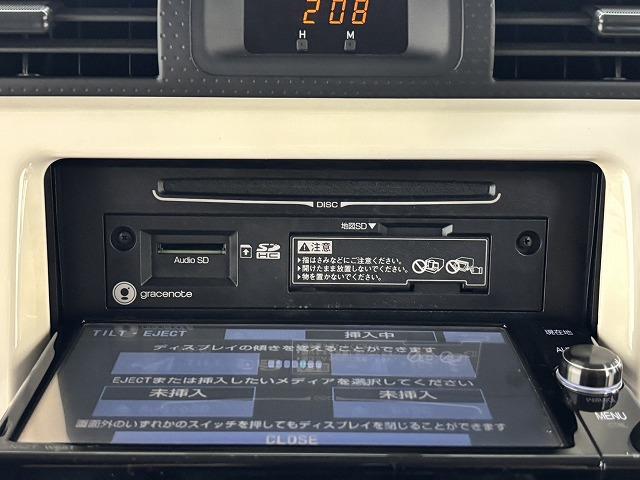 2:08
H M
DISC
地図SD▼
Audio SD
SD HC
注意
▶指はさみなどにご注意ください。
▶開けたまま放置しないでください。
▶物を置かないでください。
gracenote
TILT・EJECT
挿入中
現在地
ディスプレイの傾きを変えることができます
EJECTまたは挿入したいメディアを選択してください
未挿入 未挿入
MENU
画面外のいずれかのスイッチを押してもディスプレイを閉じることができます
CLOSE